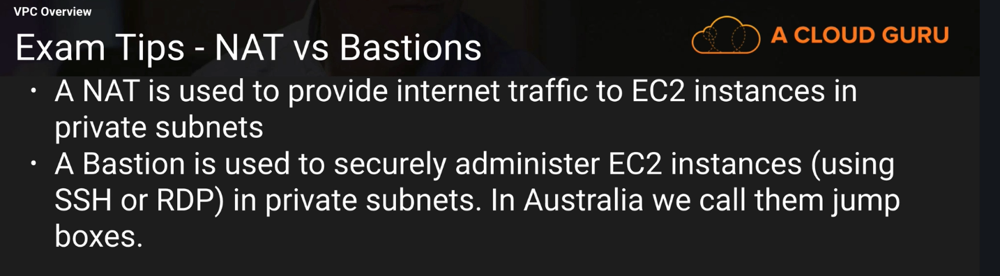 VPC Overview
Exam Tips - NAT vs Bastions
A CLOUD GURU
• A NAT is used to provide internet traffic to EC2 instances in
private subnets
• A Bastion is used to securely administer EC2 instances (using
SSH or RDP) in private subnets. In Australia we call them jump
boxes.